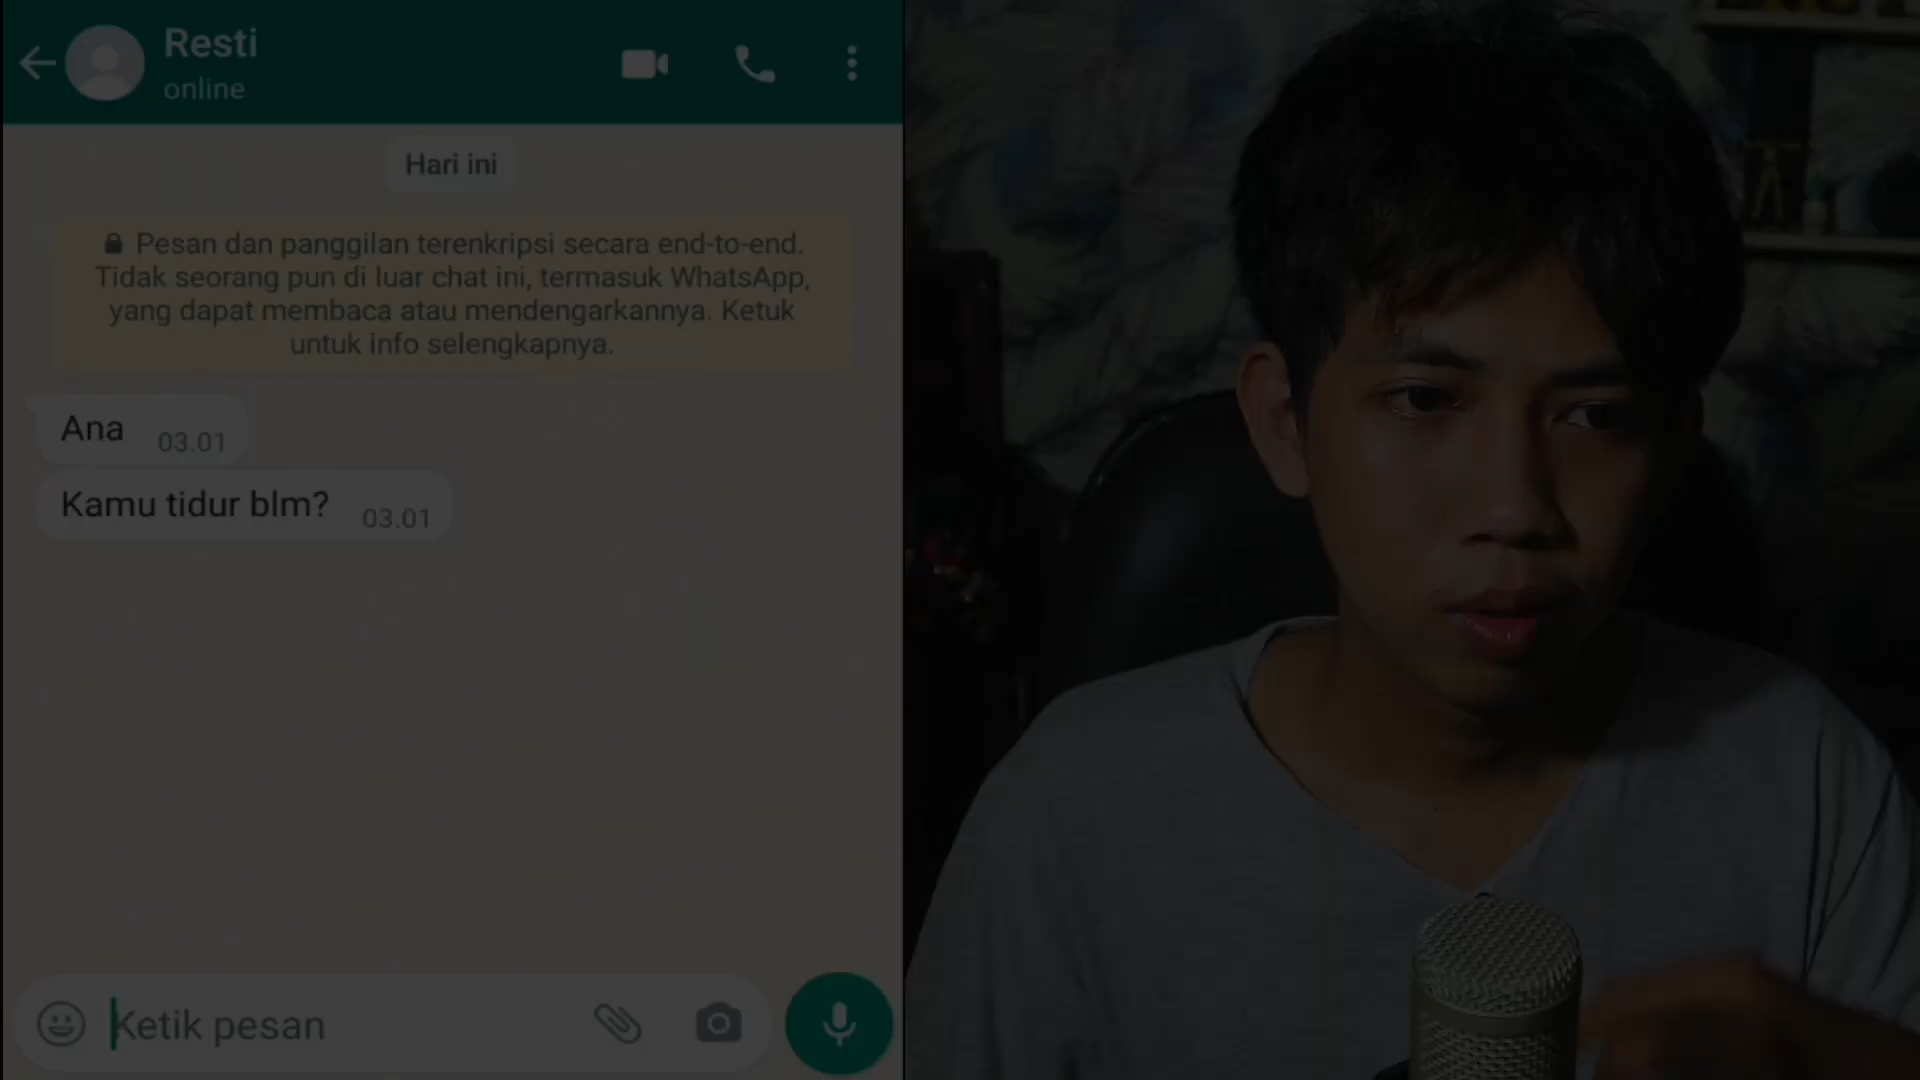 Resti
online
Hari ini
Pesan dan panggilan terenkripsi secara end-to-end.
Tidak seorang pun di luar chat ini, termasuk WhatsApp,
yang dapat membaca atau mendengarkannya. Ketuk
untuk info selengkapnya.
Ana 03.01
Kamu tidur blm? 03.01
Ketik pesan